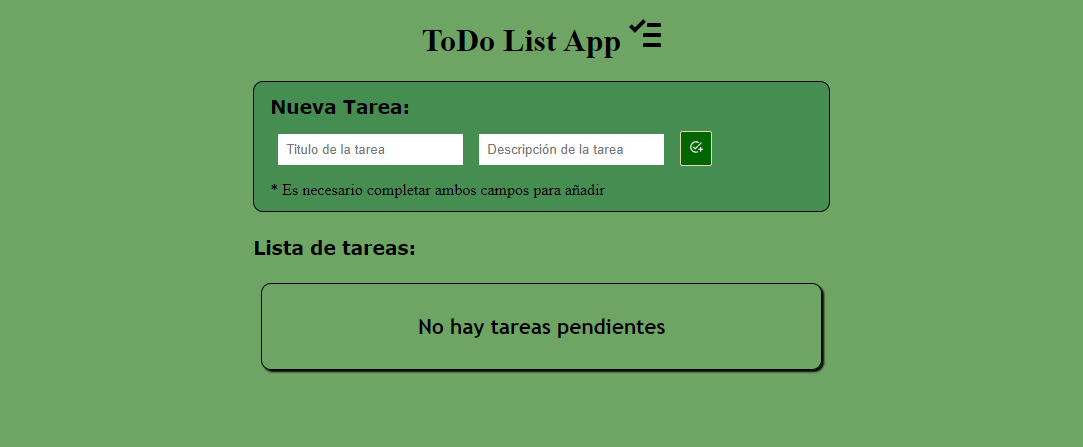 ToDo List App
Nueva Tarea:
Titulo de la tarea
Descripción de la tarea
* Es necesario completar ambos campos para añadir
Lista de tareas:
No hay tareas pendientes